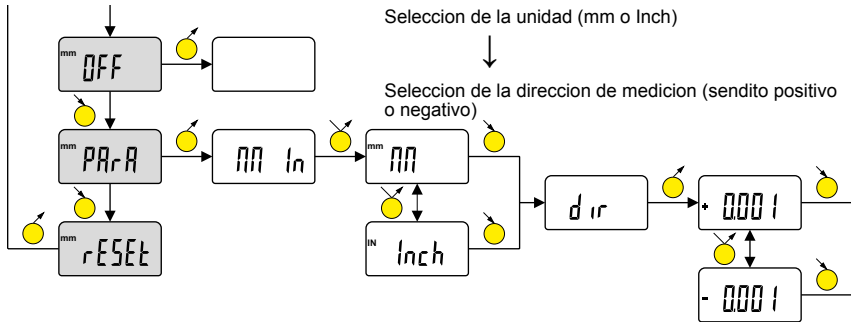 Seleccion de la unidad (mm o Inch)
Seleccion de la direccion de medicion (sendito positivo
o negativo)
mm OFF
mm PArA
MM In
mm MM
IN Inch
dir
+ 0.001
- 0.001
mm rESEt